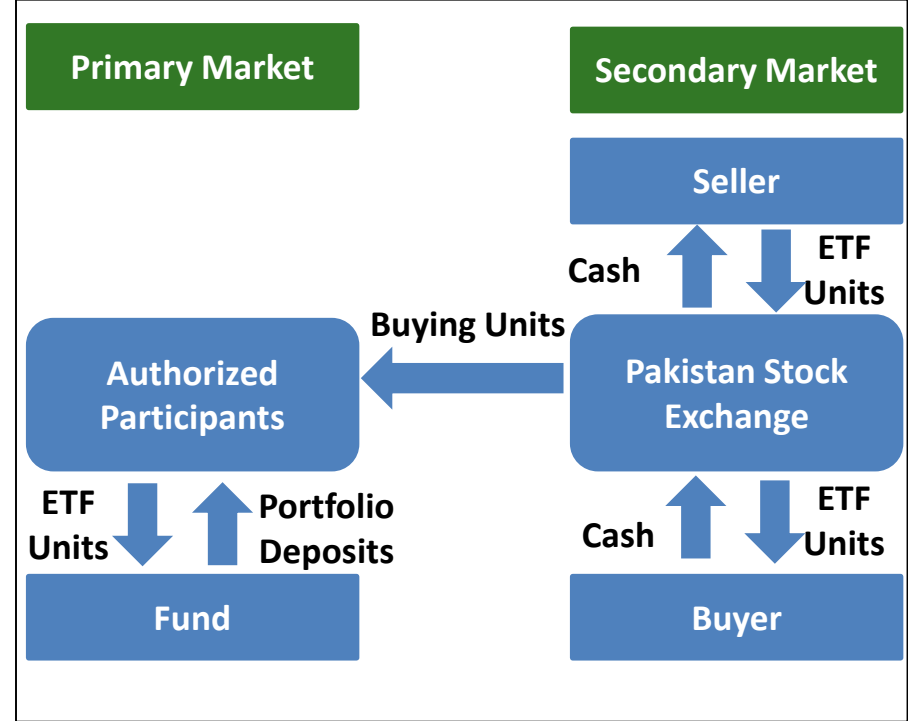 Primary Market
Secondary Market
Seller
Cash
ETF
Units
Buying Units
Authorized
Participants
Pakistan Stock
Exchange
ETF
Units
Portfolio
Deposits
Cash
ETF
Units
Fund
Buyer